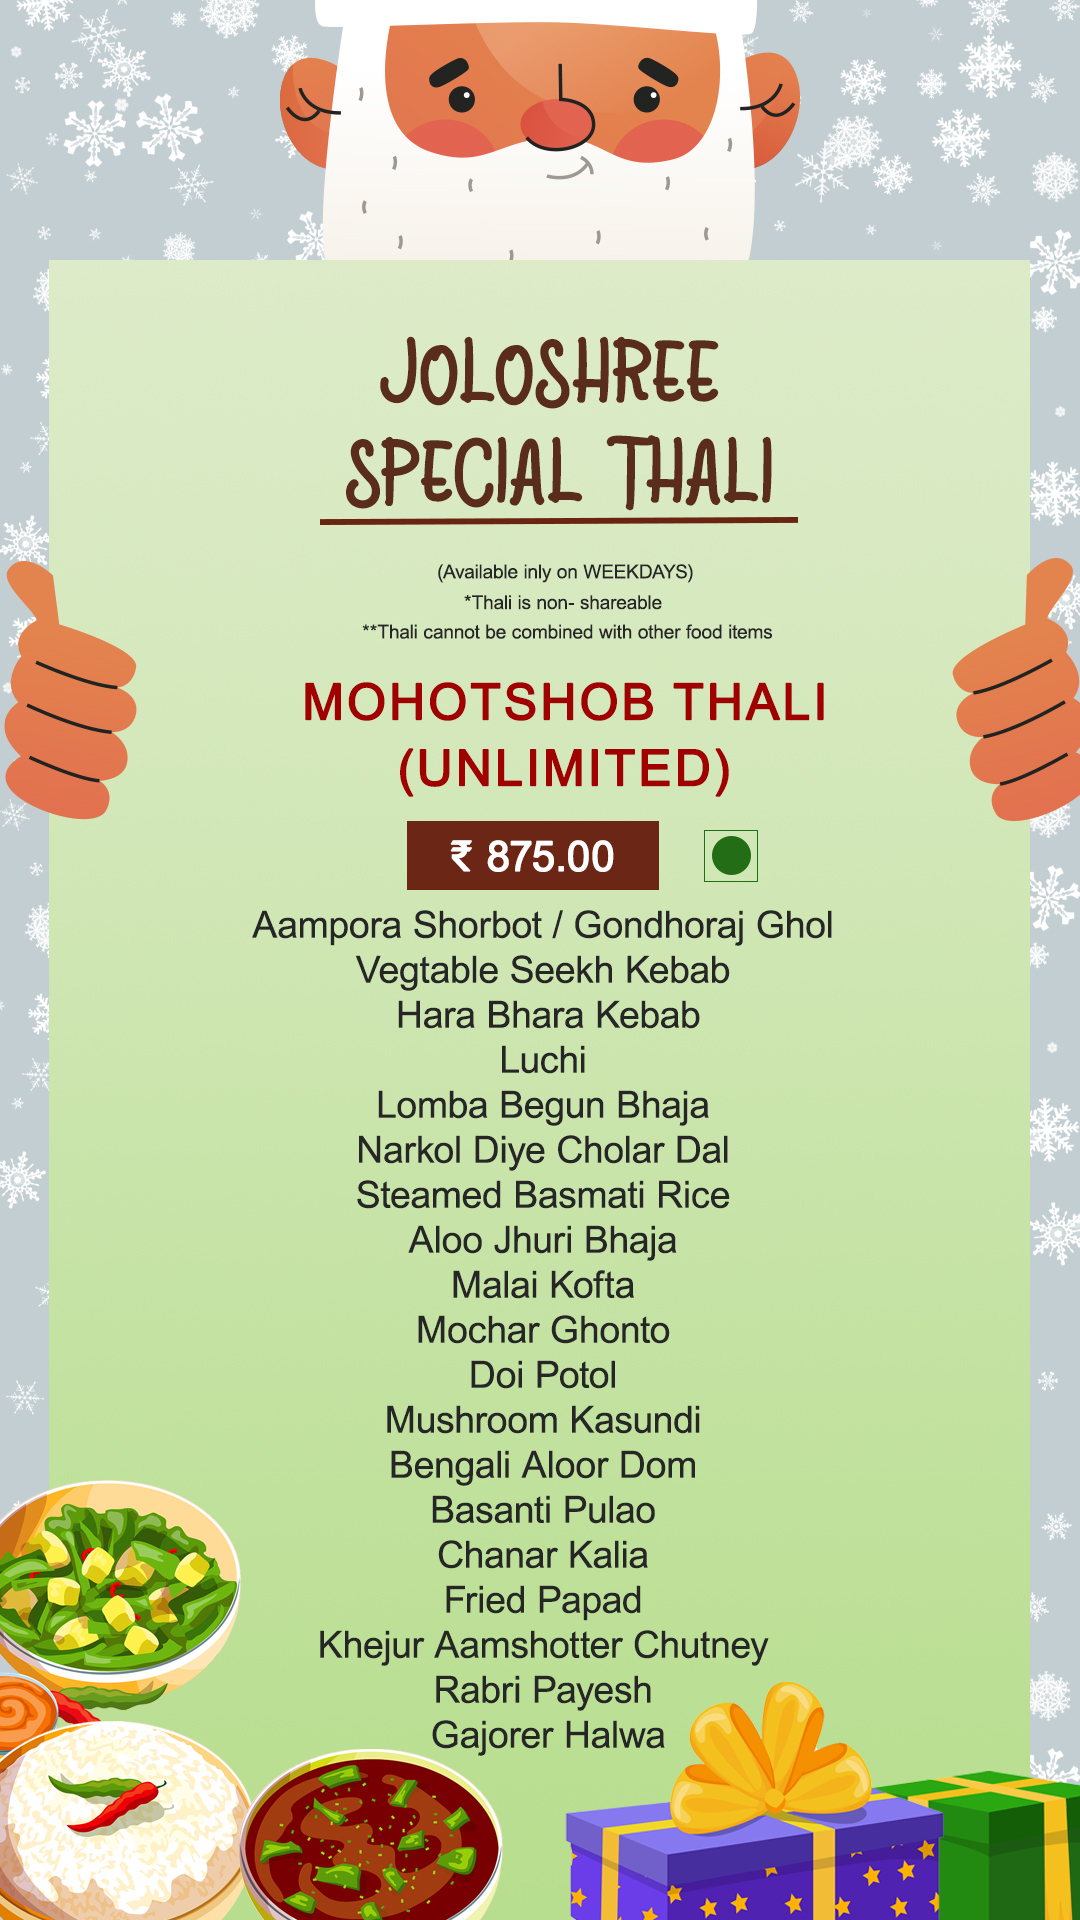 JOLOSHREE
SPECIAL THALI
(Available inly on WEEKDAYS)
*Thali is non- shareable
**Thali cannot be combined with other food items
MOHOTSHOB THALI
(UNLIMITED)
₹ 875.00
Aampora Shorbot / Gondhoraj Ghol
Vegtable Seekh Kebab
Hara Bhara Kebab
Luchi
Lomba Begun Bhaja
Narkol Diye Cholar Dal
Steamed Basmati Rice
Aloo Jhuri Bhaja
Malai Kofta
Mochar Ghonto
Doi Potol
Mushroom Kasundi
Bengali Aloor Dom
Basanti Pulao
Chanar Kalia
Fried Papad
Khejur Aamshotter Chutney
Rabri Payesh
Gajorer Halwa